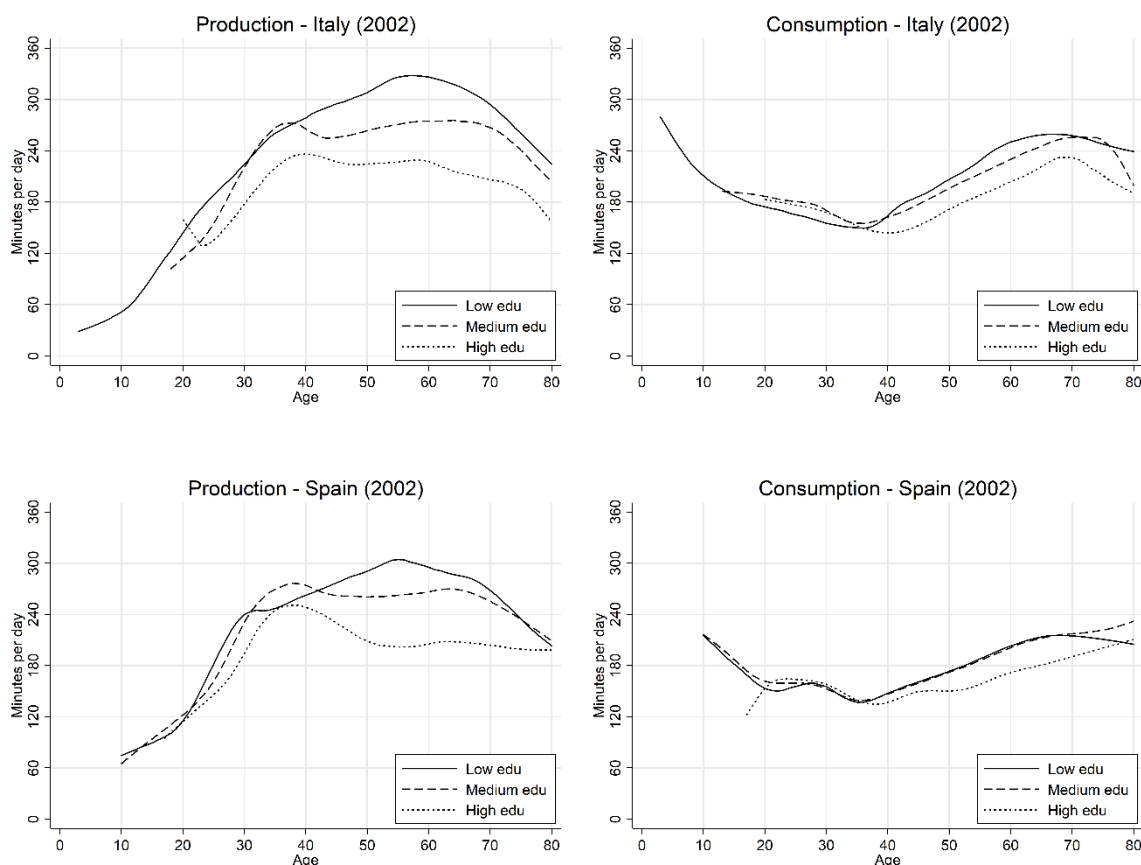 Production - Italy (2002)
Minutes per day
360
300
240
180
120
60
0
0 10 20 30 40 50 60 70 80
Age
Low edu
Medium edu
High edu
Consumption - Italy (2002)
Minutes per day
360
300
240
180
120
60
0
0 10 20 30 40 50 60 70 80
Age
Low edu
Medium edu
High edu
Production - Spain (2002)
Minutes per day
360
300
240
180
120
60
0
0 10 20 30 40 50 60 70 80
Age
Low edu
Medium edu
High edu
Consumption - Spain (2002)
Minutes per day
360
300
240
180
120
60
0
0 10 20 30 40 50 60 70 80
Age
Low edu
Medium edu
High edu